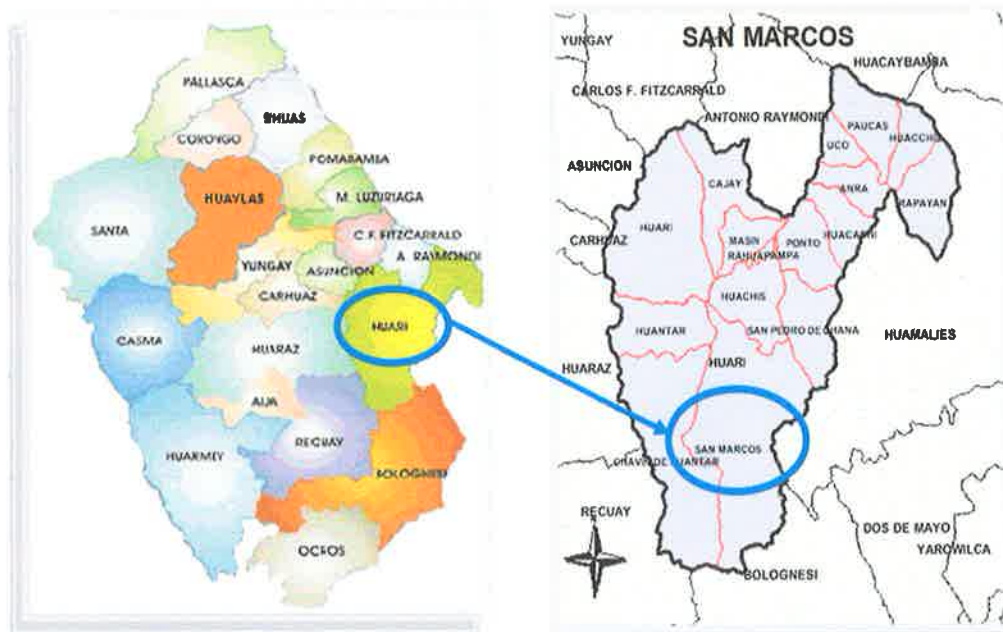 PALLASCA
SIHUAS
CORONGO
POMABAMBA
HUAYLAS
M. LUZURIAGA
SANTA
C.F. FITZCARRALD
A. RAYMONDI
YUNGAY
ASUNCION
CARHUAZ
CASMA
HUARI
HUARAZ
AIJA
RECUAY
HUARMEY
BOLOGNESI
OCROS
SAN MARCOS
YUNGAY
HUACAYBAMBA
CARLOS F. FITZCARRALD
ANTONIO RAYMONDI
PAUCAS
HUACCHIS
UCO
ASUNCION
CAJAY
ANRA
RAPAYAN
HUARI
HUACACHI
CARHUAZ
MASIN
PONTO
RAHUAPAMPA
HUACHIS
HUANTAR
SAN PEDRO DE CHANA
HUAMALIES
HUARAZ
HUARI
SAN MARCOS
CHAVIN DE HUANTAR
RECUAY
DOS DE MAYO
YAROWILCA
BOLOGNESI